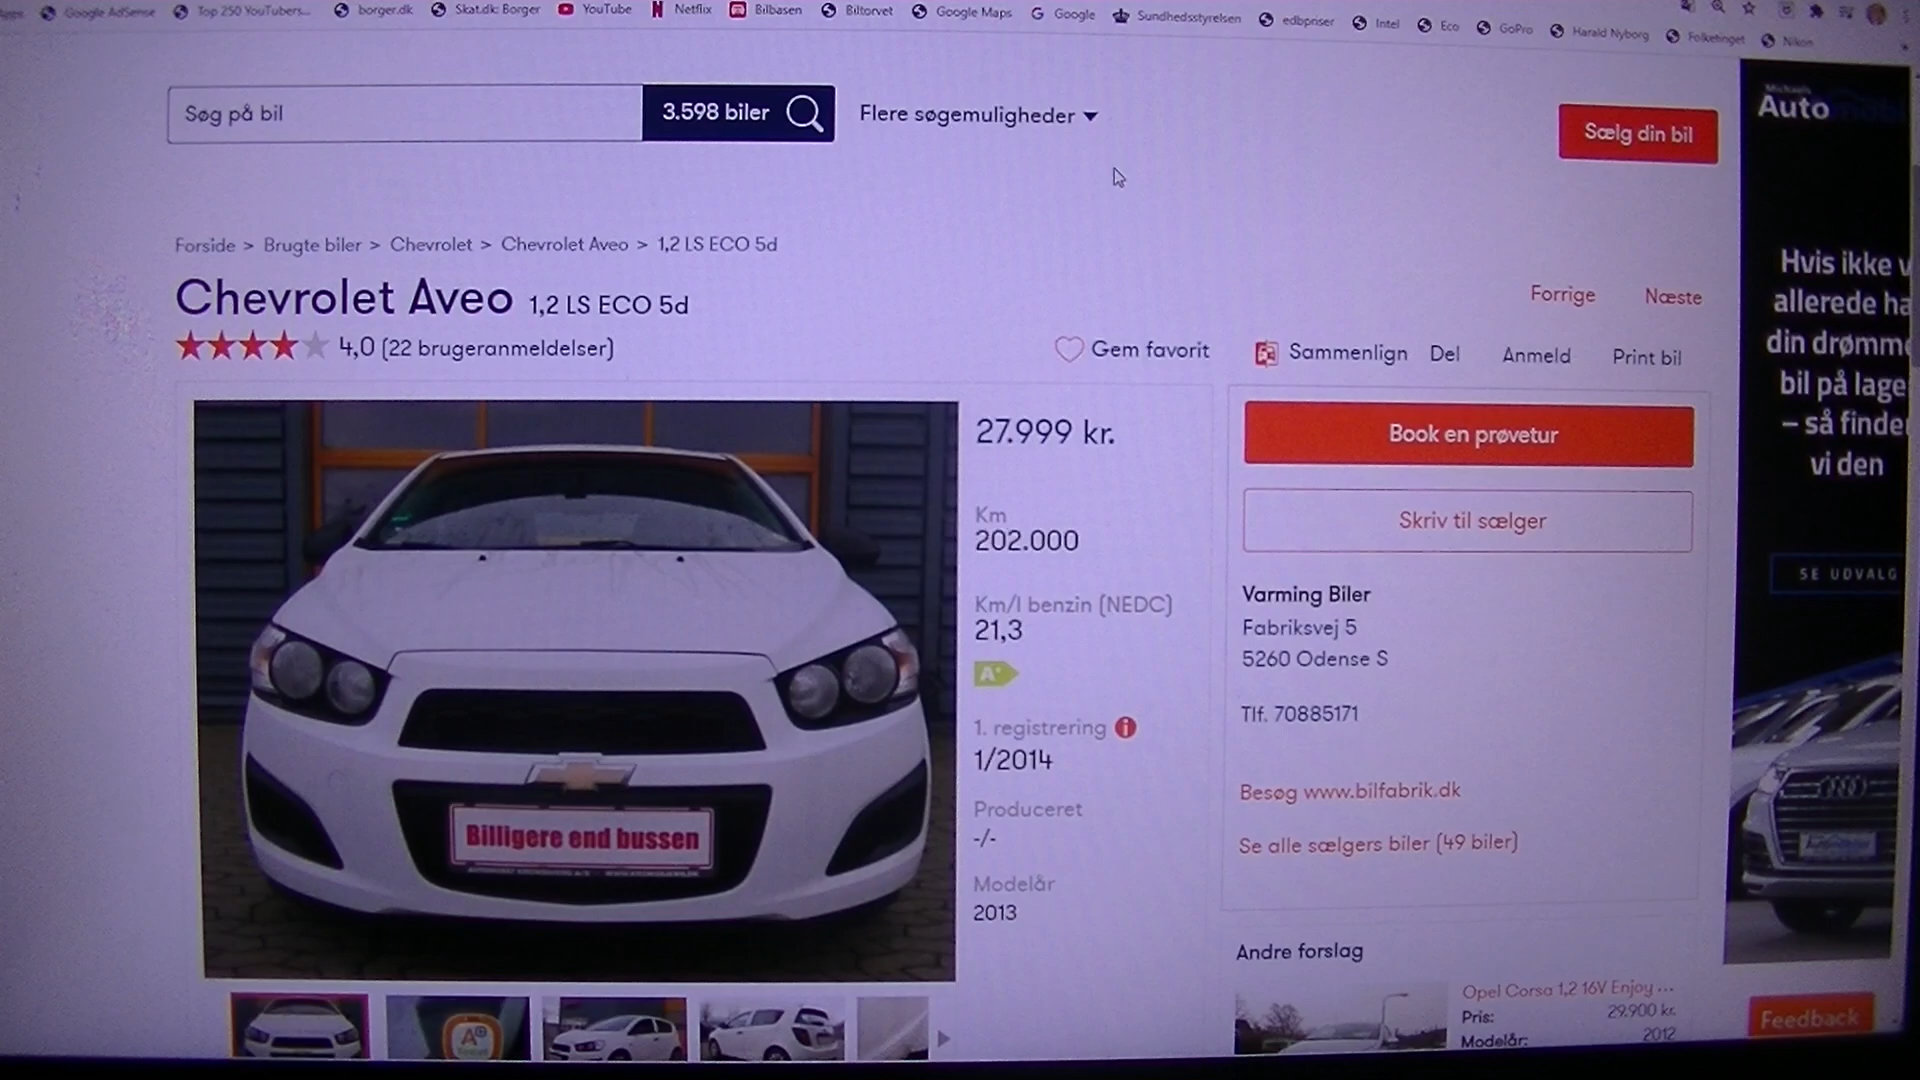 Google AdSense
Top 250 YouTubers...
borger.dk
Skat.dk: Borger
YouTube
Netflix
Bilbasen
Biltorvet
Google Maps
Google
Sundhedsstyrelsen
edbpriser
Intel
Eco
GoPro
Harald Nyborg
Folketinget
Nikon
Søg på bil
3.598 biler
Flere søgemuligheder
Sælg din bil
Forside > Brugte biler > Chevrolet > Chevrolet Aveo > 1,2 LS ECO 5d
Chevrolet Aveo 1,2 LS ECO 5d
Forrige
Næste
4,0 (22 brugeranmeldelser)
Gem favorit
Sammenlign
Del
Anmeld
Print bil
Billigere end bussen
27.999 kr.
Km
202.000
Km/l benzin (NEDC)
21,3
A+
1. registrering
1/2014
Produceret
-/-
Modelår
2013
Book en prøvetur
Skriv til sælger
Varming Biler
Fabriksvej 5
5260 Odense S
Tlf. 70885171
Besøg www.bilfabrik.dk
Se alle sælgers biler (49 biler)
Andre forslag
Opel Corsa 1,2 16V Enjoy ...
Pris: 29.900 kr.
Modelår: 2012
Michaels
Auto
Hvis ikke v
allerede ha
din drømme
bil på lage
– så finder
vi den
SE UDVALG
Feedback